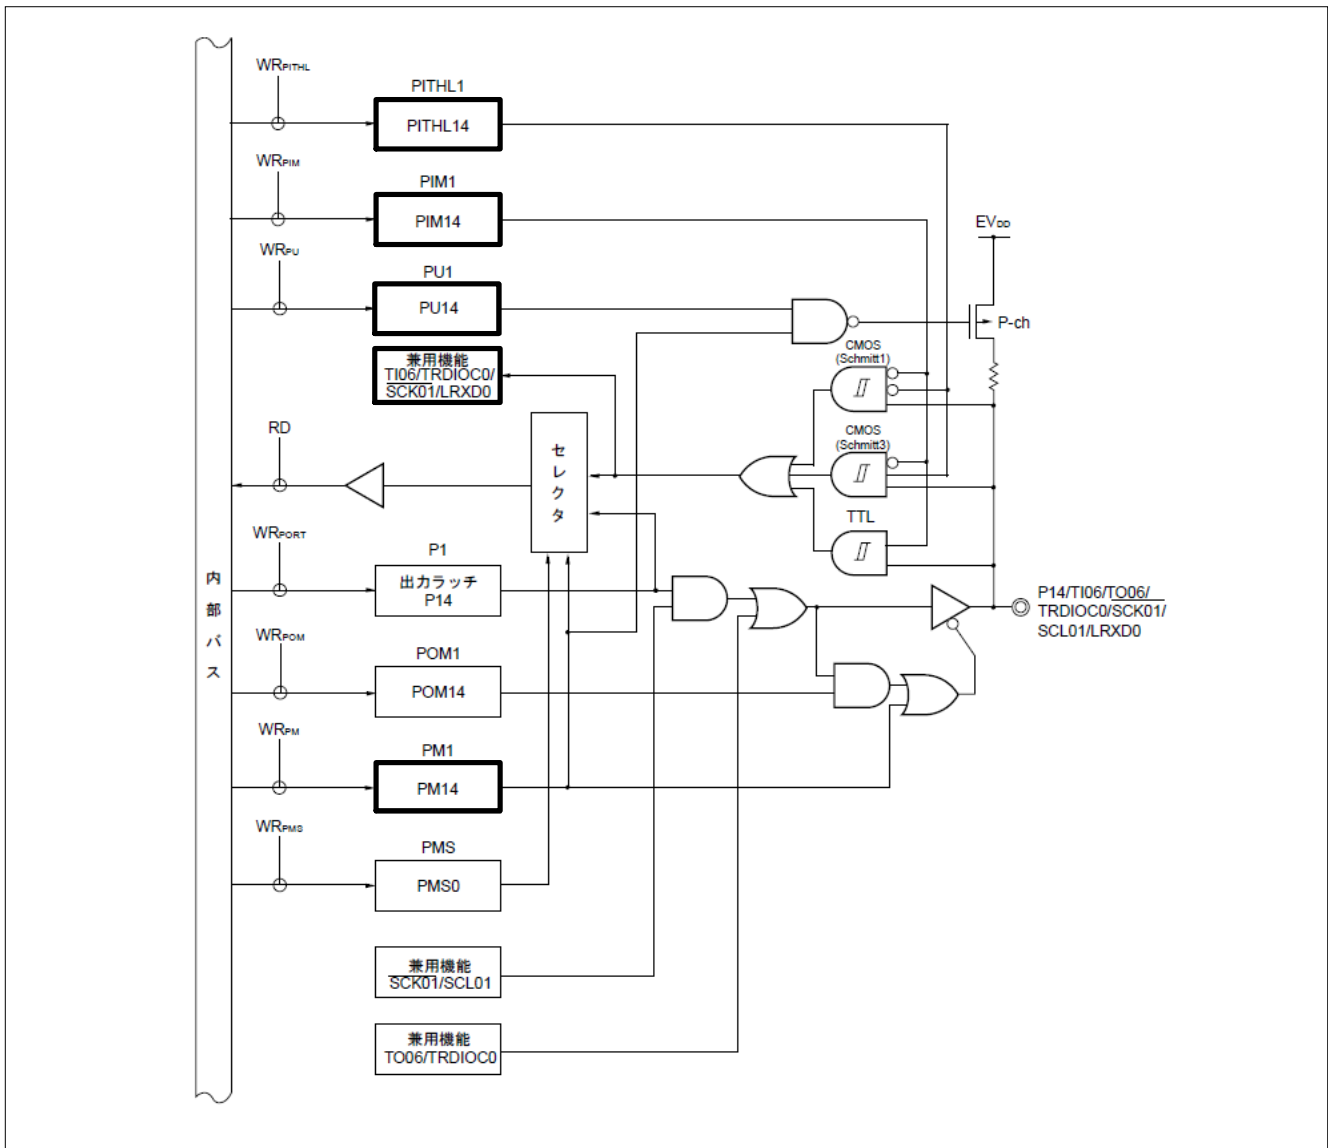 WRPITHL
PITHL1
PITHL14
WRPIM
PIM1
PIM14
WRPU
PU1
PU14
EVDD
P-ch
CMOS
(Schmitt1)
兼用機能
TI06/TRDIOC0/
SCK01/LRXD0
RD
セレクタ
CMOS
(Schmitt3)
TTL
WRPORT
P1
出力ラッチ
P14
内部バス
P14/TI06/TO06/
TRDIOC0/SCK01/
SCL01/LRXD0
WRPOM
POM1
POM14
WRPM
PM1
PM14
WRPMS
PMS
PMS0
兼用機能
SCK01/SCL01
兼用機能
TO06/TRDIOC0